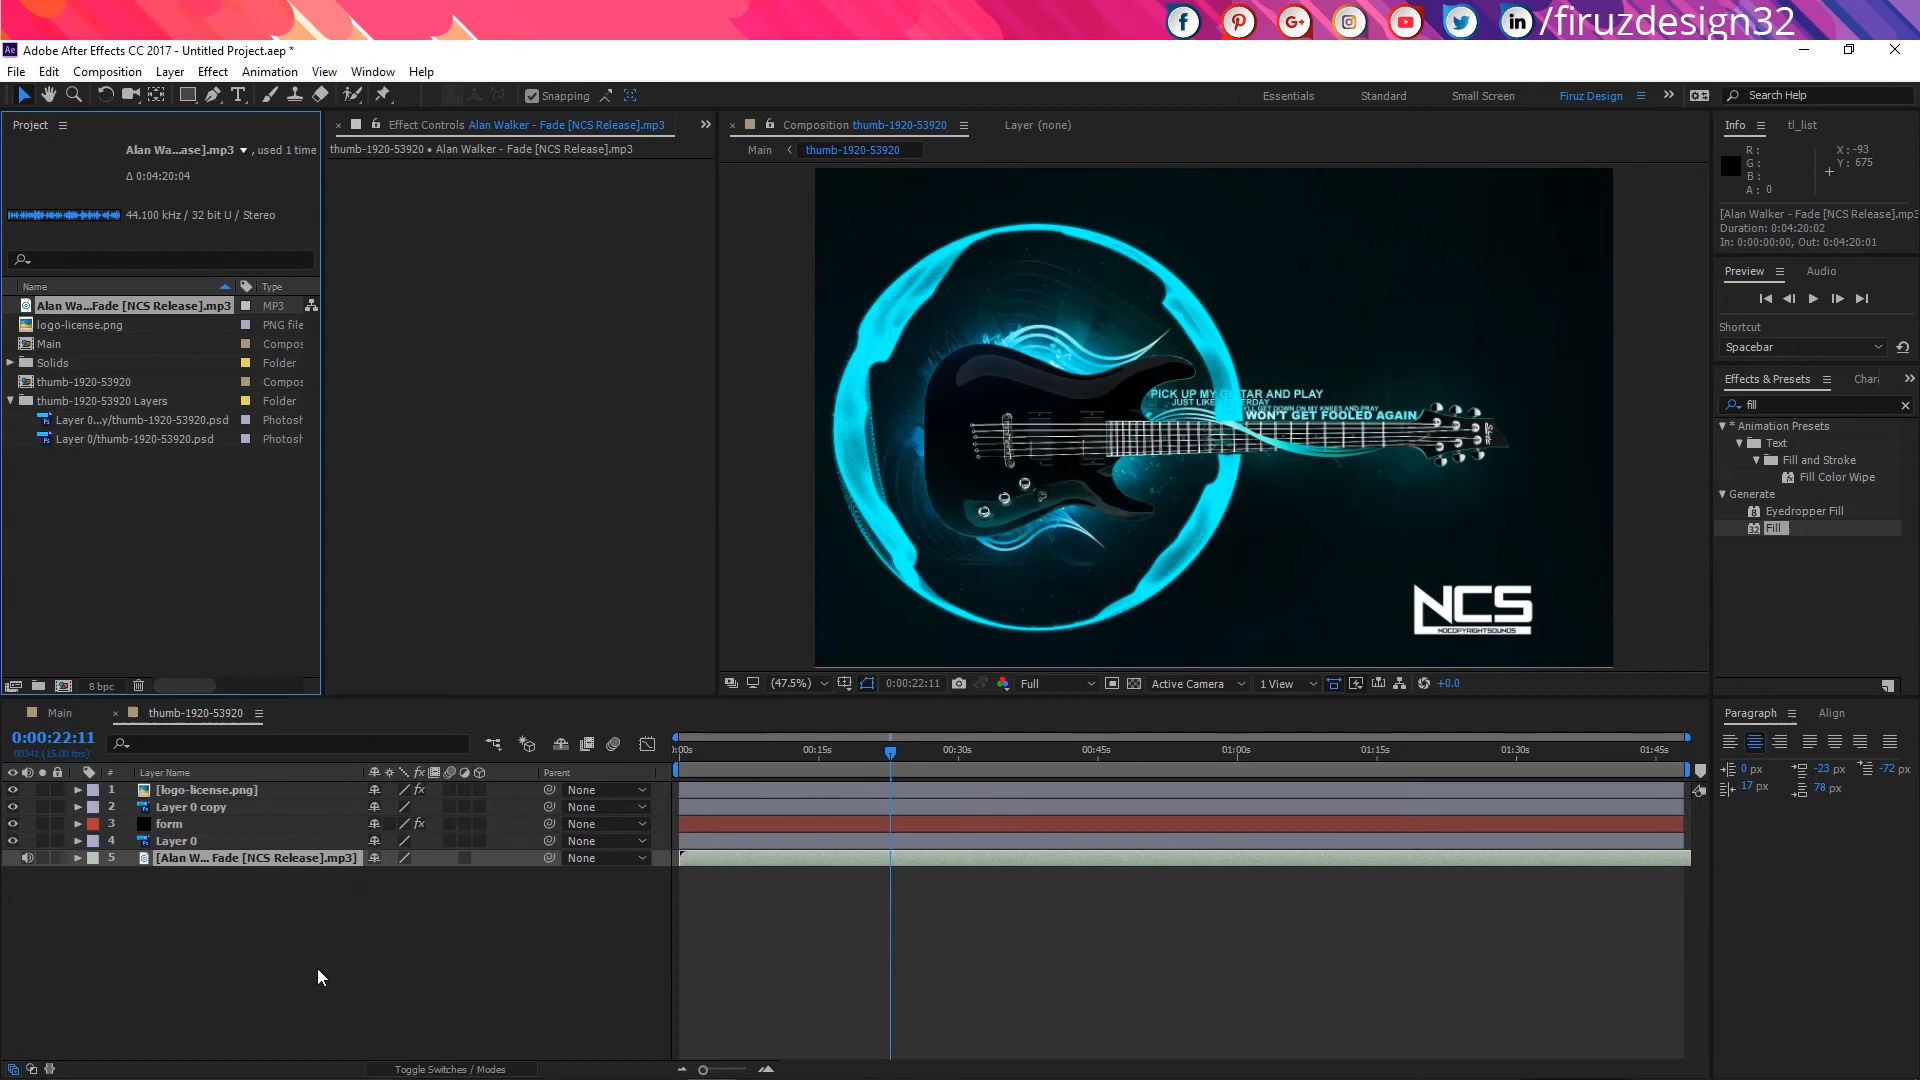 /firuzdesign32
Adobe After Effects CC 2017 - Untitled Project.aep *
File Edit Composition Layer Effect Animation View Window Help
Snapping
Essentials Standard Small Screen Firuz Design Search Help
Project
Alan Wa...ase].mp3 , used 1 time
Δ 0:04:20:04
44.100 kHz / 32 bit U / Stereo
Name Type
Alan Wa...Fade [NCS Release].mp3 MP3
logo-license.png PNG file
Main Compos
Solids Folder
thumb-1920-53920 Compos
thumb-1920-53920 Layers Folder
Layer 0...y/thumb-1920-53920.psd Photosh
Layer 0/thumb-1920-53920.psd Photosh
8 bpc
Effect Controls Alan Walker - Fade [NCS Release].mp3
thumb-1920-53920 • Alan Walker - Fade [NCS Release].mp3
Composition thumb-1920-53920 Layer (none)
Main thumb-1920-53920
PICK UP MY GUITAR AND PLAY
JUST LIKE YESTERDAY
GET DOWN ON MY KNEES AND PRAY
WON'T GET FOOLED AGAIN
NCS
NOCOPYRIGHTSOUNDS
(47.5%) 0:00:22:11 Full Active Camera 1 View +0.0
Info tl_list
R : X : -93
G : Y : 675
B :
A : 0
[Alan Walker - Fade [NCS Release].mp3
Duration: 0:04:20:02
In: 0:00:00:00, Out: 0:04:20:01
Preview Audio
Shortcut
Spacebar
Effects & Presets Char
fill
* Animation Presets
Text
Fill and Stroke
Fill Color Wipe
Generate
Eyedropper Fill
Fill
Main thumb-1920-53920
0:00:22:11
00341 (15.00 fps)
:00s 00:15s 00:30s 00:45s 01:00s 01:15s 01:30s 01:45s
# Layer Name Parent
1 [logo-license.png] None
2 Layer 0 copy None
3 form None
4 Layer 0 None
5 [Alan W... Fade [NCS Release].mp3] None
Toggle Switches / Modes
Paragraph Align
0 px -23 px -72 px
17 px 78 px